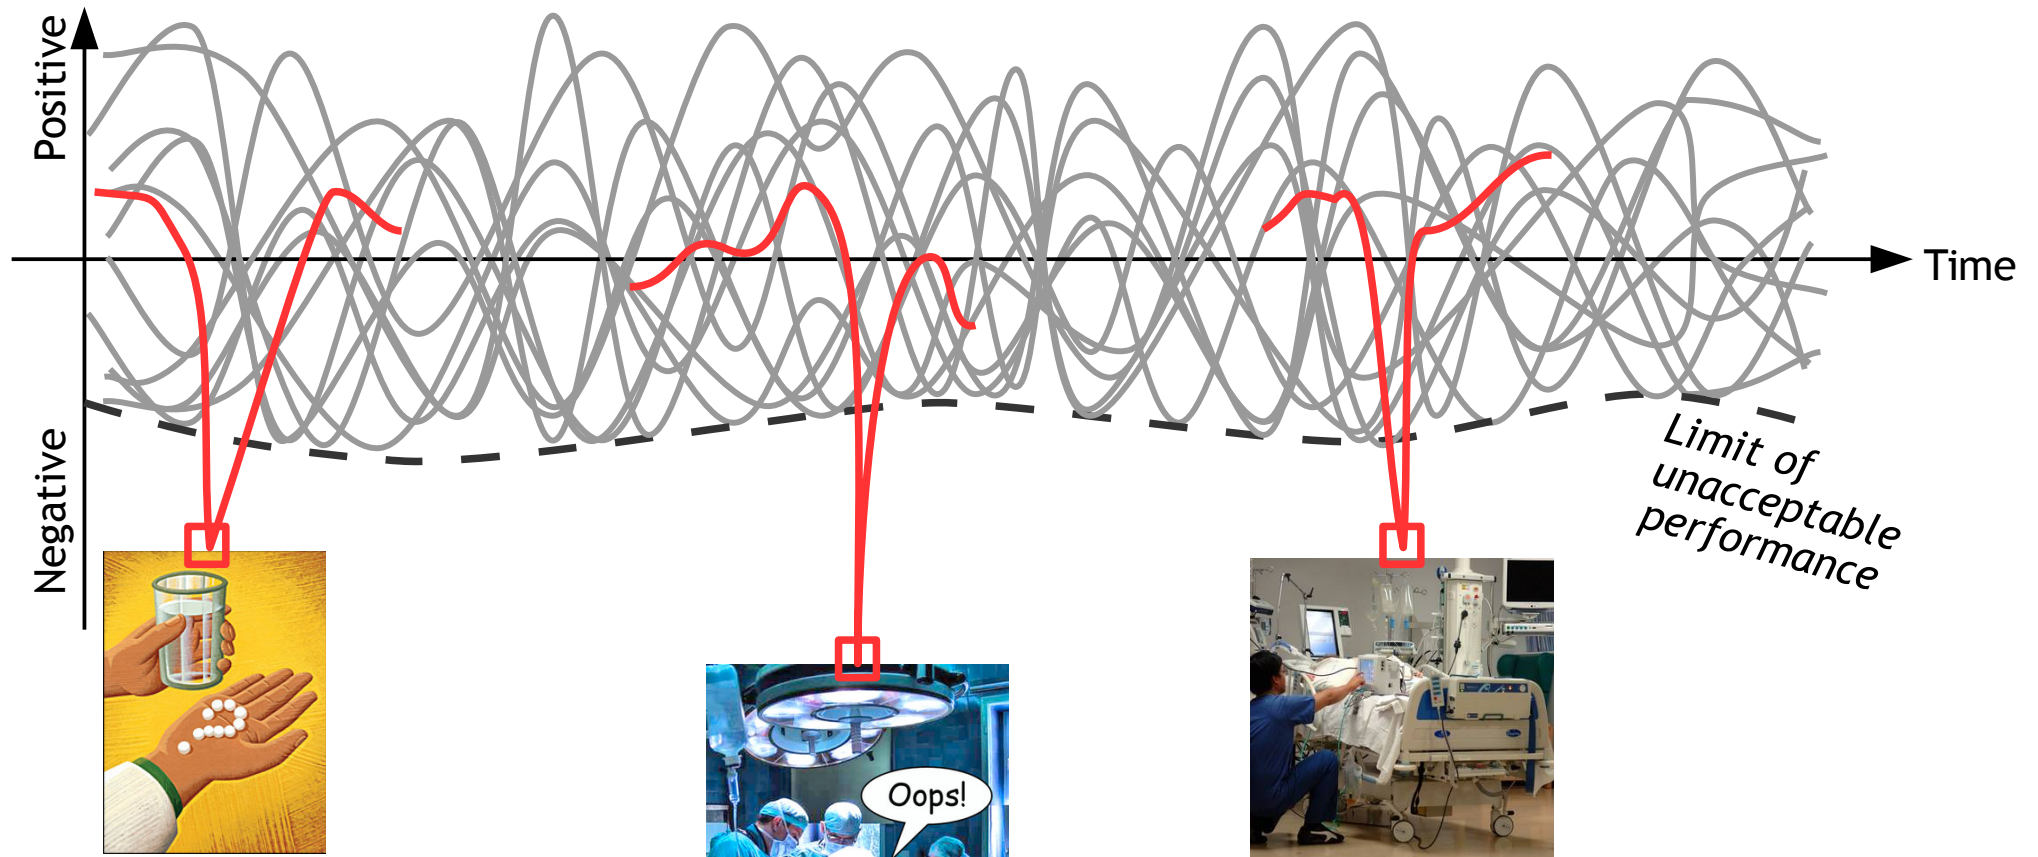 Positive
Time
Negative
Limit of
unacceptable
performance
Oops!